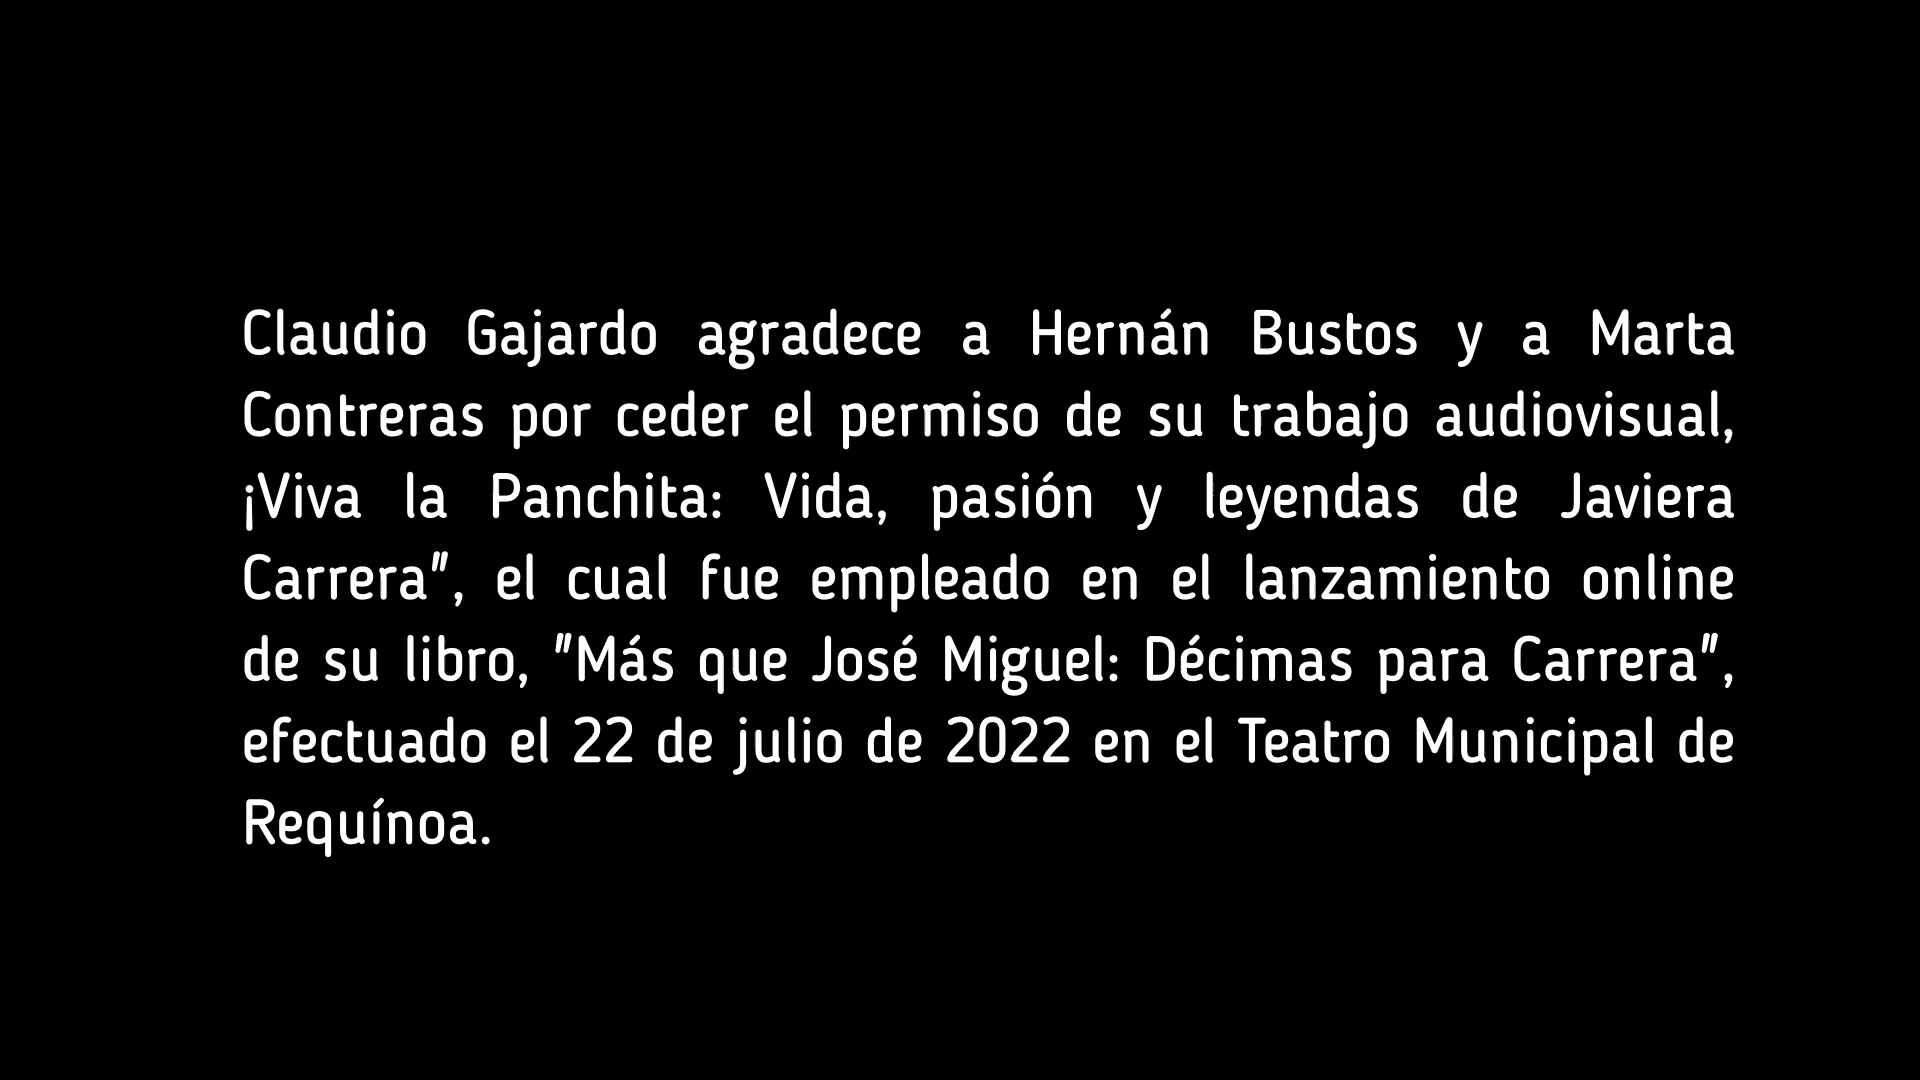 Claudio Gajardo agradece a Hernán Bustos y a Marta
Contreras por ceder el permiso de su trabajo audiovisual,
¡Viva la Panchita: Vida, pasión y leyendas de Javiera
Carrera", el cual fue empleado en el lanzamiento online
de su libro, "Más que José Miguel: Décimas para Carrera",
efectuado el 22 de julio de 2022 en el Teatro Municipal de
Requínoa.